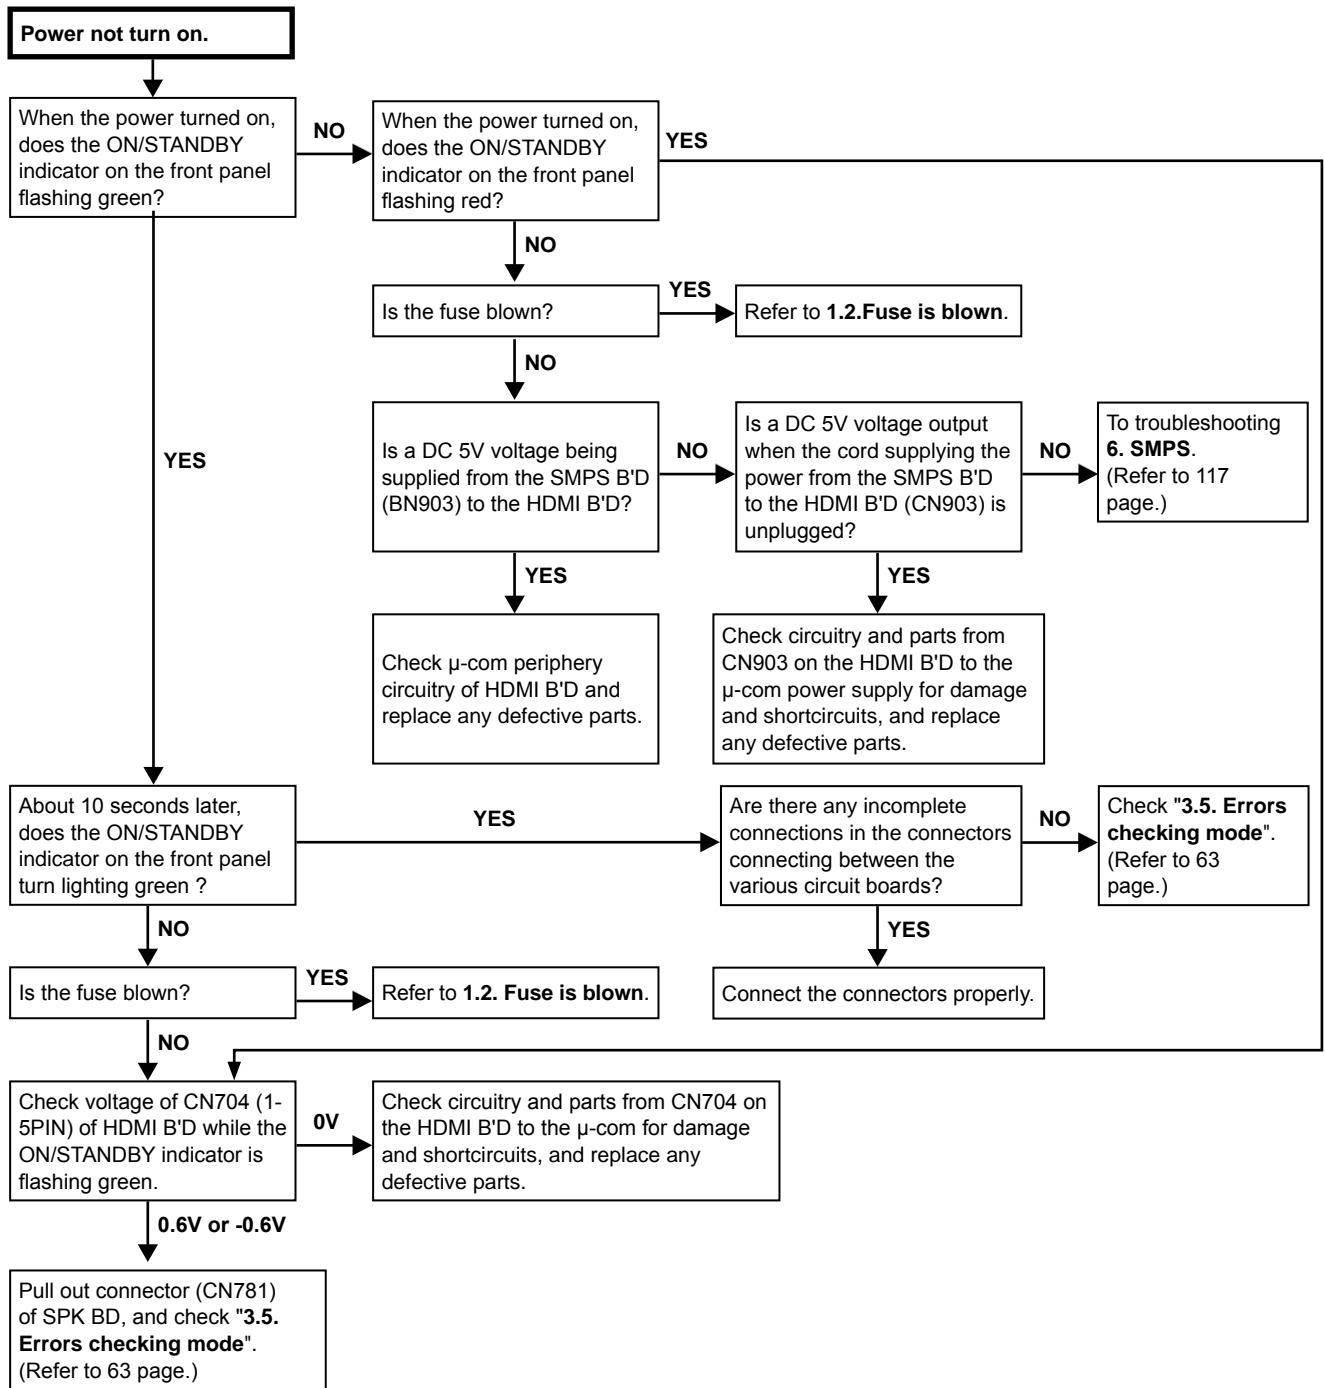 Power not turn on.
When the power turned on,
does the ON/STANDBY
indicator on the front panel
flashing green?
NO
When the power turned on,
does the ON/STANDBY
indicator on the front panel
flashing red?
YES
NO
Is the fuse blown?
YES
Refer to 1.2.Fuse is blown.
NO
YES
Is a DC 5V voltage being
supplied from the SMPS B'D
(BN903) to the HDMI B'D?
NO
Is a DC 5V voltage output
when the cord supplying the
power from the SMPS B'D
to the HDMI B'D (CN903) is
unplugged?
NO
To troubleshooting
6. SMPS.
(Refer to 117
page.)
YES
YES
Check µ-com periphery
circuitry of HDMI B'D and
replace any defective parts.
Check circuitry and parts from
CN903 on the HDMI B'D to the
µ-com power supply for damage
and shortcircuits, and replace
any defective parts.
About 10 seconds later,
does the ON/STANDBY
indicator on the front panel
turn lighting green ?
YES
Are there any incomplete
connections in the connectors
connecting between the
various circuit boards?
NO
Check "3.5. Errors
checking mode".
(Refer to 63
page.)
NO
YES
Is the fuse blown?
YES
Refer to 1.2. Fuse is blown.
Connect the connectors properly.
NO
Check voltage of CN704 (1-
5PIN) of HDMI B'D while the
ON/STANDBY indicator is
flashing green.
0V
Check circuitry and parts from CN704 on
the HDMI B'D to the µ-com for damage
and shortcircuits, and replace any
defective parts.
0.6V or -0.6V
Pull out connector (CN781)
of SPK BD, and check "3.5.
Errors checking mode".
(Refer to 63 page.)